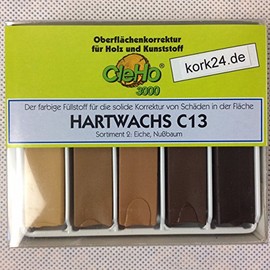 Oberflächenkorrektur
für Holz und Kunststoff
kork24.de
CleHo®
3000
Der farbige Füllstoff für die solide Korrektur von Schäden in der Fläche
HARTWACHS C13
Sortiment 2: Eiche, Nußbaum